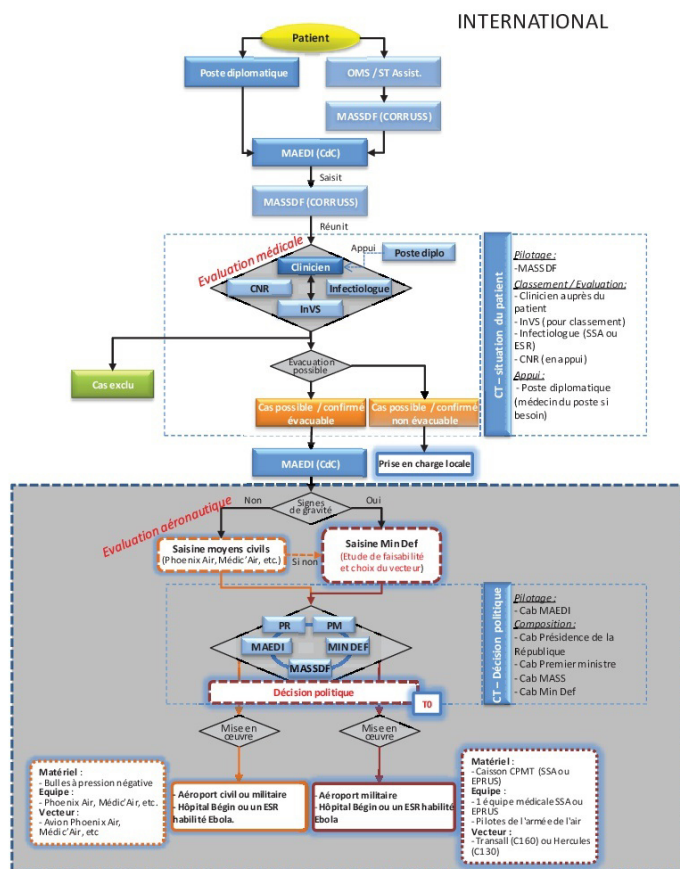 INTERNATIONAL
Patient
Poste diplomatique
OMS / ST Assist.
MASSDF (CORRUSS)
MAEDI (CdC)
Saisit
MASSDF (CORRUSS)
Réunit
Evaluation médicale
Appui
Poste diplo
Clinicien
CNR
Infectiologue
InVS
CT – situation du patient
Pilotage :
-MASSDF
Classement / Evaluation :
- Clinicien auprès du
patient
- InVS (pour classement)
- Infectiologue (SSA ou
ESR)
- CNR (en appui)
Appui :
- Poste diplomatique
(médecin du poste si
besoin)
Evacuation
possible
Cas exclu
Cas possible / confirmé
évacuable
Cas possible / confirmé
non évacuable
MAEDI (CdC)
Prise en charge locale
Evaluation aéronautique
Non
Signes
de gravité
Oui
Saisine moyens civils
(Phoenix Air, Médic'Air, etc.)
Si non
Saisine Min Def
(Etude de faisabilité
et choix du vecteur)
PR
PM
MAEDI
MINDEF
MASSDF
Décision politique
T0
CT – Décision politique
Pilotage :
- Cab MAEDI
Composition :
- Cab Présidence de la
République
- Cab Premier ministre
- Cab MASS
- Cab Min Def
Mise en
œuvre
Mise en
œuvre
Matériel :
- Bulles à pression négative
Equipe :
- Phoenix Air, Médic'Air, etc.
Vecteur :
- Avion Phoenix Air,
Médic'Air, etc
- Aéroport civil ou militaire
- Hôpital Bégin ou un ESR
habilité Ebola.
- Aéroport militaire
- Hôpital Bégin ou un ESR habilité
Ebola
Matériel :
- Caisson CPMT (SSA ou
EPRUS)
Equipe :
- 1 équipe médicale SSA ou
EPRUS
- Pilotes de l'armée de l'air
Vecteur :
- Transall (C160) ou Hercules
(C130)